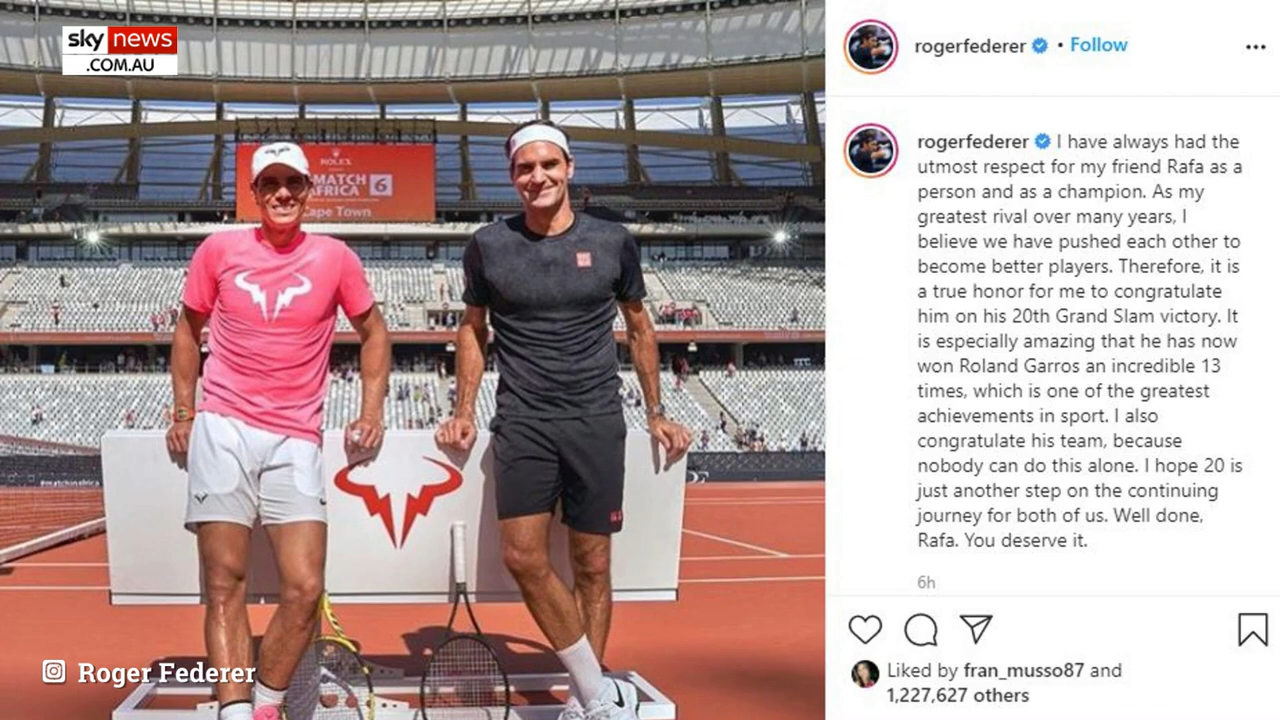 sky news
.COM.AU
ROLEX
MATCH
AFRICA 6
Cape Town
#matchinafrica
Roger Federer
rogerfederer • Follow
rogerfederer I have always had the
utmost respect for my friend Rafa as a
person and as a champion. As my
greatest rival over many years, I
believe we have pushed each other to
become better players. Therefore, it is
a true honor for me to congratulate
him on his 20th Grand Slam victory. It
is especially amazing that he has now
won Roland Garros an incredible 13
times, which is one of the greatest
achievements in sport. I also
congratulate his team, because
nobody can do this alone. I hope 20 is
just another step on the continuing
journey for both of us. Well done,
Rafa. You deserve it.
6h
Liked by fran_musso87 and
1,227,627 others